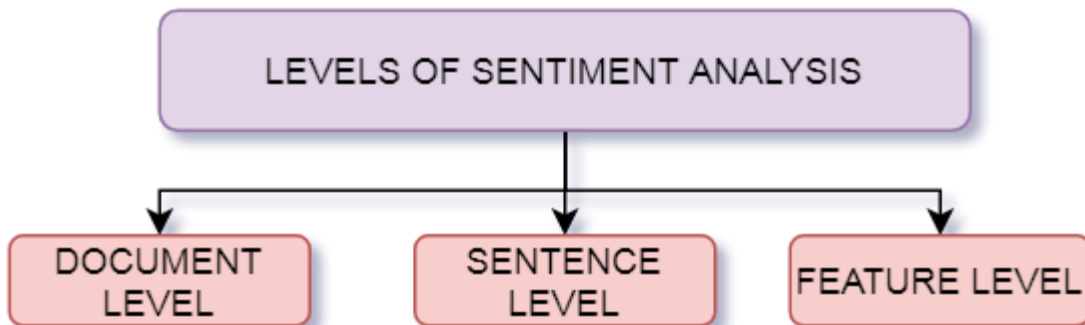 LEVELS OF SENTIMENT ANALYSIS
DOCUMENT
LEVEL
SENTENCE
LEVEL
FEATURE LEVEL